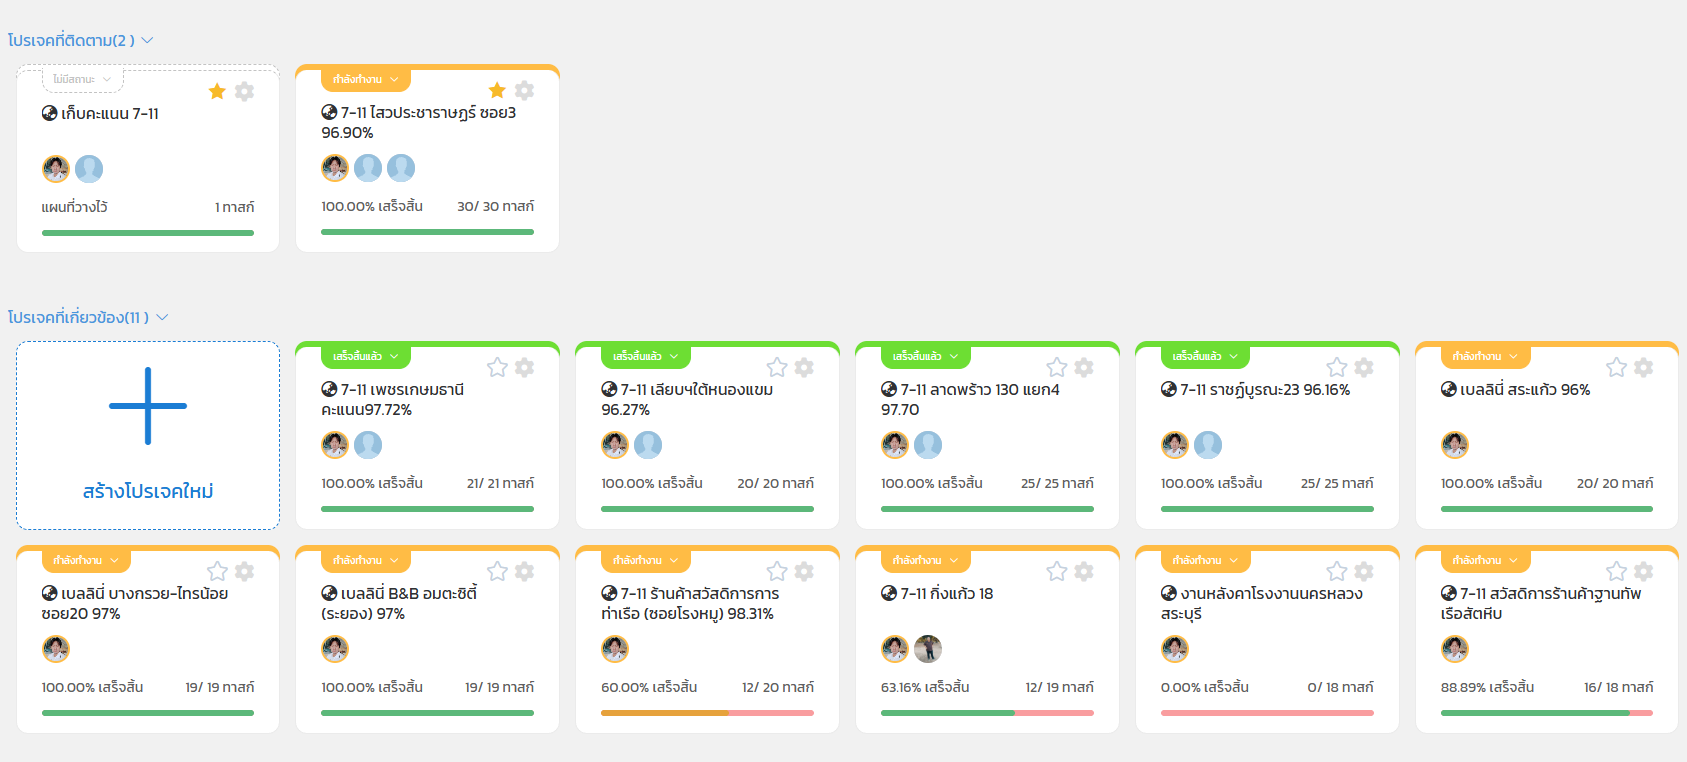 โปรเจคที่ติดตาม(2 )
ไม่มีสถานะ
เก็บคะแนน 7-11
แผนที่วางไว้ 1 ทาสก์
กำลังทำงาน
7-11 ไสวประชาราษฎร์ ซอย3
96.90%
100.00% เสร็จสิ้น 30/ 30 ทาสก์
โปรเจคที่เกี่ยวข้อง(11 )
สร้างโปรเจคใหม่
เสร็จสิ้นแล้ว
7-11 เพชรเกษมธานี
คะแนน97.72%
100.00% เสร็จสิ้น 21/ 21 ทาสก์
เสร็จสิ้นแล้ว
7-11 เลียบฯใต้หนองแขม
96.27%
100.00% เสร็จสิ้น 20/ 20 ทาสก์
เสร็จสิ้นแล้ว
7-11 ลาดพร้าว 130 แยก4
97.70
100.00% เสร็จสิ้น 25/ 25 ทาสก์
เสร็จสิ้นแล้ว
7-11 ราชฏ์บูรณะ23 96.16%
100.00% เสร็จสิ้น 25/ 25 ทาสก์
กำลังทำงาน
เบลลินี่ สระแก้ว 96%
100.00% เสร็จสิ้น 20/ 20 ทาสก์
กำลังทำงาน
เบลลินี่ บางกรวย-ไทรน้อย
ซอย20 97%
100.00% เสร็จสิ้น 19/ 19 ทาสก์
กำลังทำงาน
เบลลินี่ B&B อมตะซิตี้
(ระยอง) 97%
100.00% เสร็จสิ้น 19/ 19 ทาสก์
กำลังทำงาน
7-11 ร้านค้าสวัสดิการการ
ท่าเรือ (ซอยโรงหมู) 98.31%
60.00% เสร็จสิ้น 12/ 20 ทาสก์
กำลังทำงาน
7-11 กิ่งแก้ว 18
63.16% เสร็จสิ้น 12/ 19 ทาสก์
กำลังทำงาน
งานหลังคาโรงงานนครหลวง
สระบุรี
0.00% เสร็จสิ้น 0/ 18 ทาสก์
กำลังทำงาน
7-11 สวัสดิการร้านค้าฐานทัพ
เรือสัตหีบ
88.89% เสร็จสิ้น 16/ 18 ทาสก์